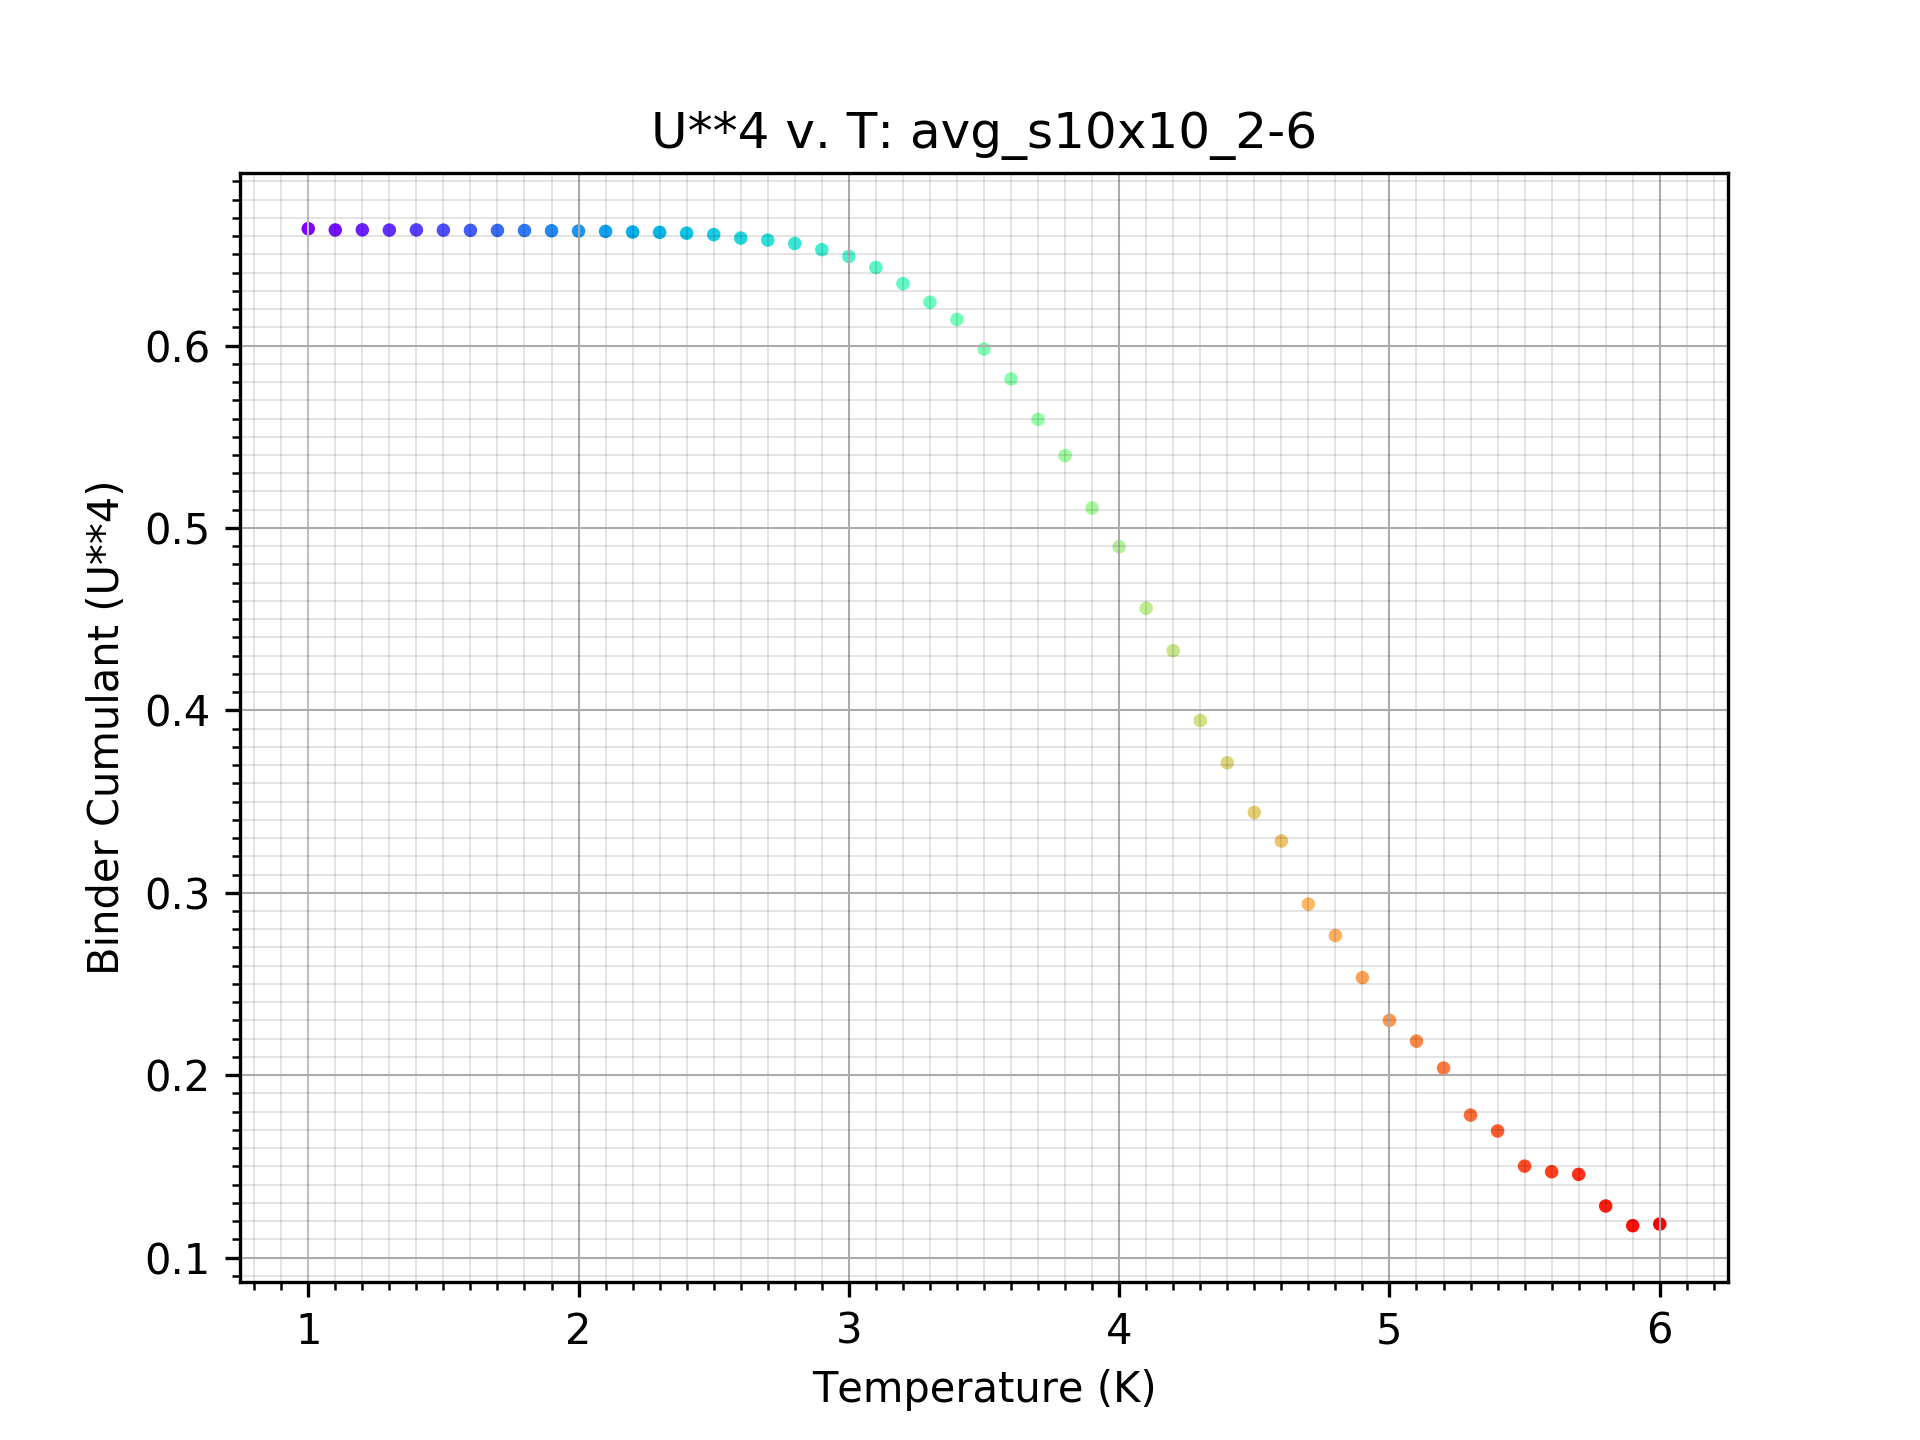 U**4 v. T: avg_s10x10_2-6
Binder Cumulant (U**4)
0.6
0.5
0.4
0.3
0.2
0.1
1 2 3 4 5 6
Temperature (K)